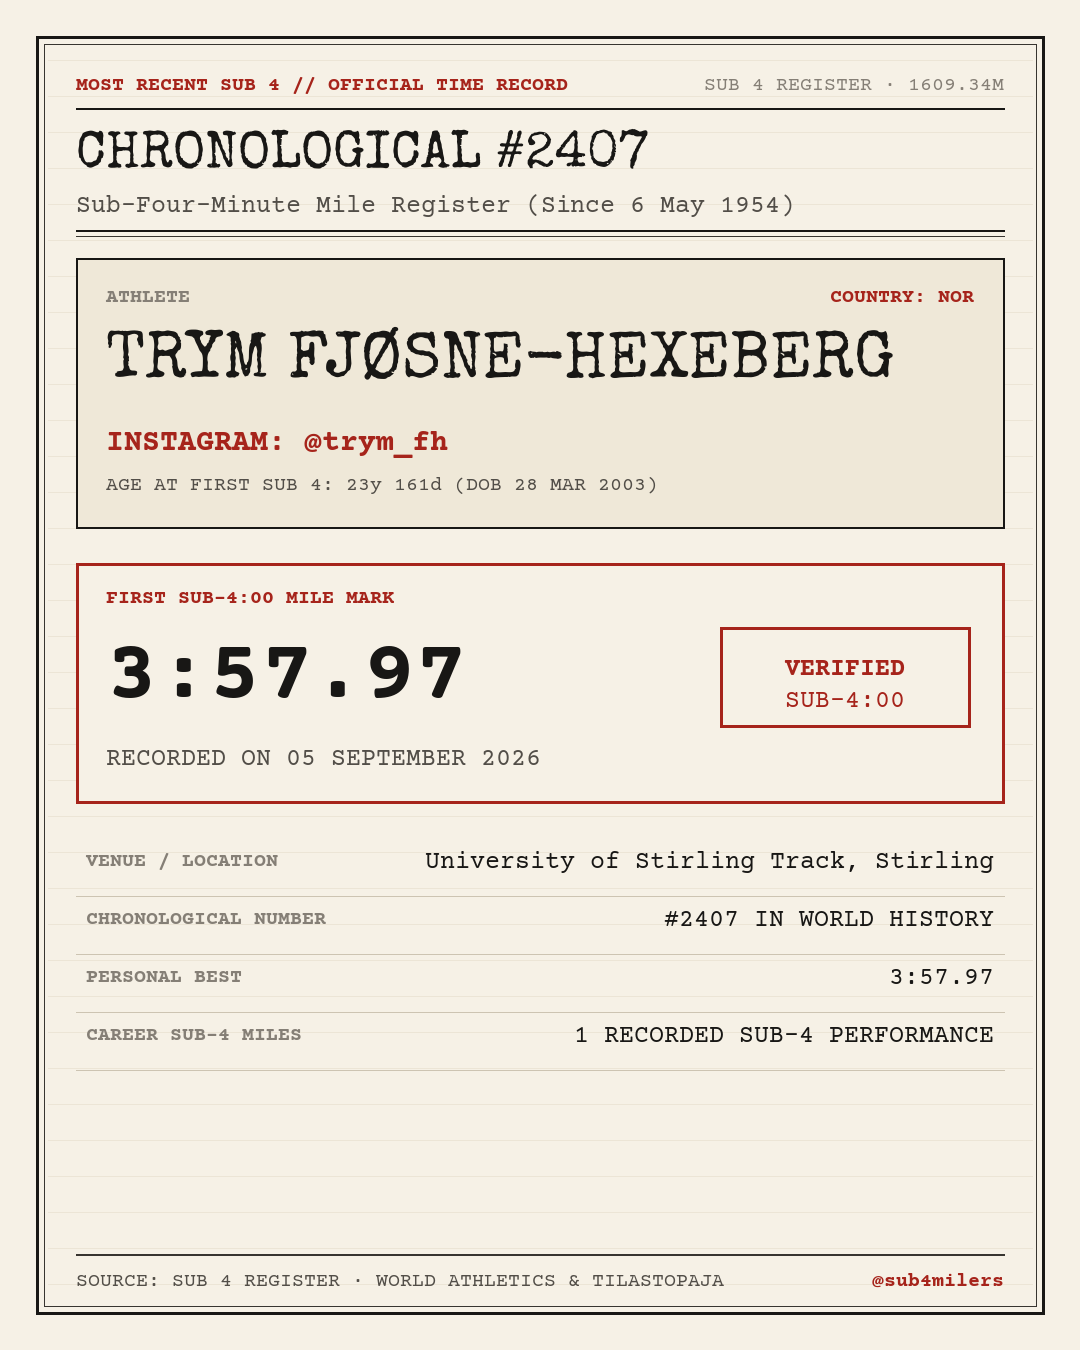 MOST RECENT SUB 4 // OFFICIAL TIME RECORD
SUB 4 REGISTER · 1609.34M
CHRONOLOGICAL #2407
Sub-Four-Minute Mile Register (Since 6 May 1954)
ATHLETE
COUNTRY: NOR
TRYM FJØSNE-HEXEBERG
INSTAGRAM: @trym_fh
AGE AT FIRST SUB 4: 23y 161d (DOB 28 MAR 2003)
FIRST SUB-4:00 MILE MARK
3:57.97
VERIFIED
SUB-4:00
RECORDED ON 05 SEPTEMBER 2026
VENUE / LOCATION
University of Stirling Track, Stirling
CHRONOLOGICAL NUMBER
#2407 IN WORLD HISTORY
PERSONAL BEST
3:57.97
CAREER SUB-4 MILES
1 RECORDED SUB-4 PERFORMANCE
SOURCE: SUB 4 REGISTER · WORLD ATHLETICS & TILASTOPAJA
@sub4milers